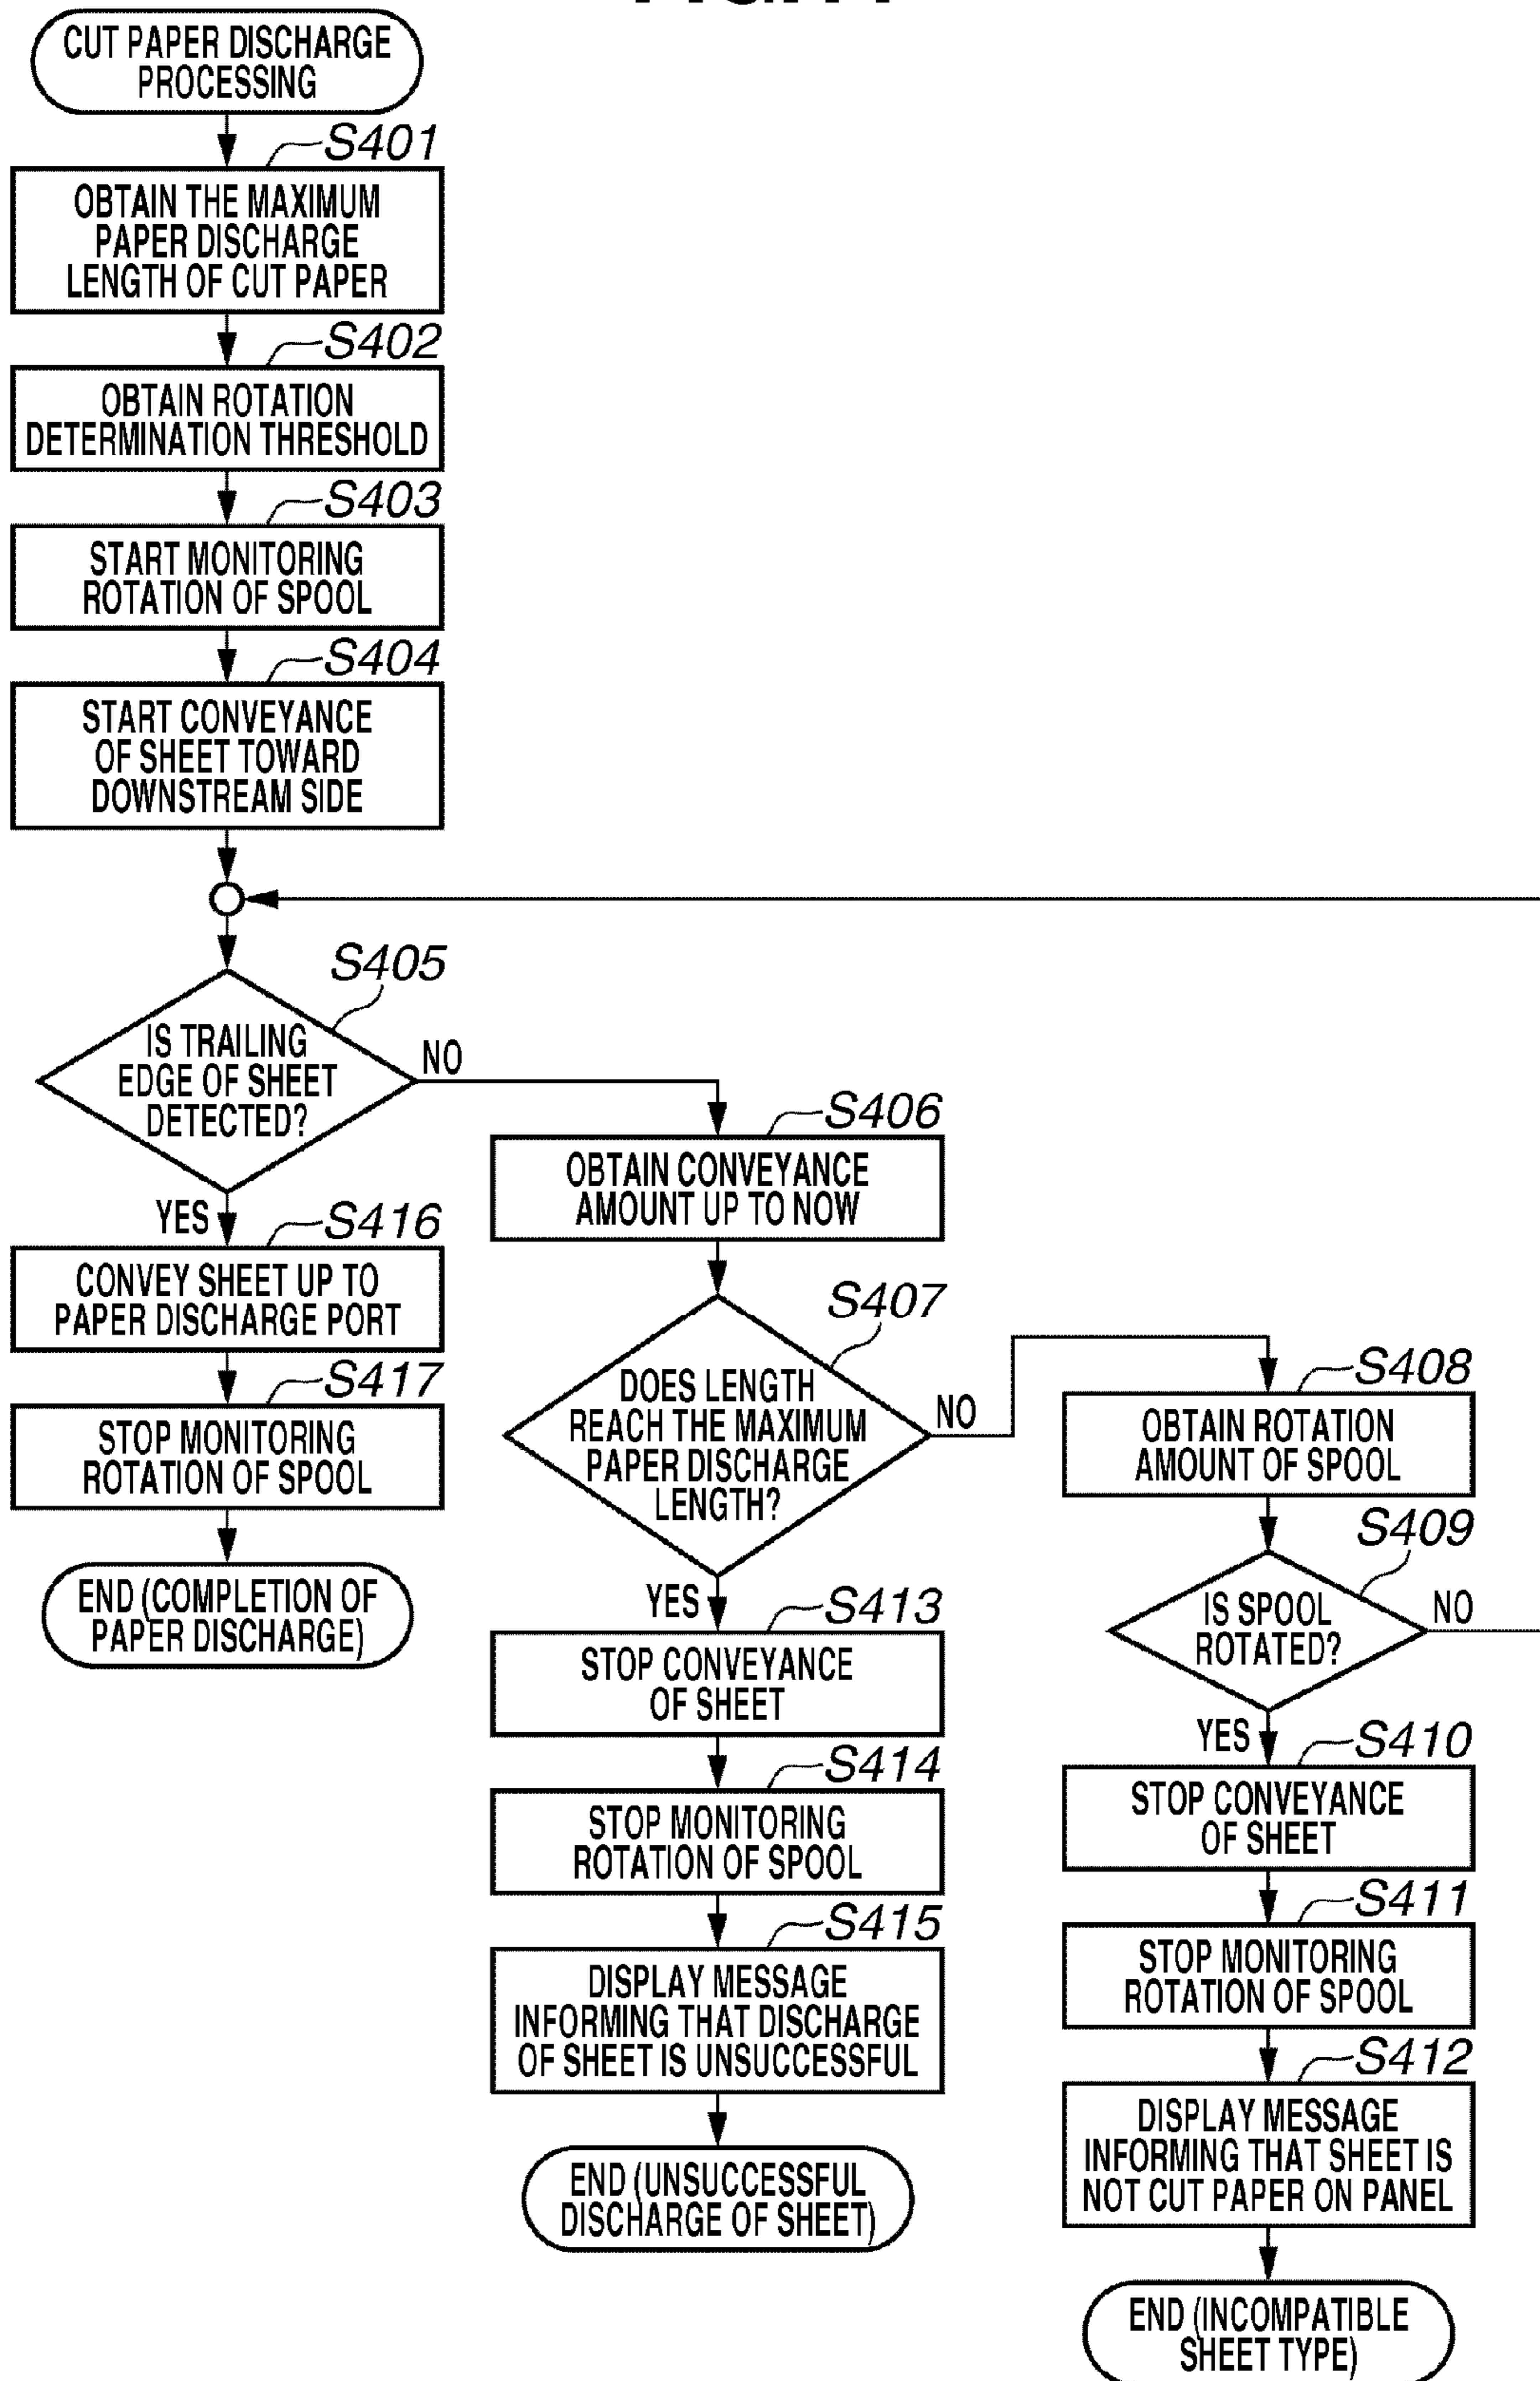 CUT PAPER DISCHARGE
PROCESSING
S401
OBTAIN THE MAXIMUM
PAPER DISCHARGE
LENGTH OF CUT PAPER
S402
OBTAIN ROTATION
DETERMINATION THRESHOLD
S403
START MONITORING
ROTATION OF SPOOL
S404
START CONVEYANCE
OF SHEET TOWARD
DOWNSTREAM SIDE
S405
IS TRAILING
EDGE OF SHEET
DETECTED?
NO
YES
S416
CONVEY SHEET UP TO
PAPER DISCHARGE PORT
S417
STOP MONITORING
ROTATION OF SPOOL
END (COMPLETION OF
PAPER DISCHARGE)
S406
OBTAIN CONVEYANCE
AMOUNT UP TO NOW
S407
DOES LENGTH
REACH THE MAXIMUM
PAPER DISCHARGE
LENGTH?
NO
YES
S413
STOP CONVEYANCE
OF SHEET
S414
STOP MONITORING
ROTATION OF SPOOL
S415
DISPLAY MESSAGE
INFORMING THAT DISCHARGE
OF SHEET IS UNSUCCESSFUL
END (UNSUCCESSFUL
DISCHARGE OF SHEET)
S408
OBTAIN ROTATION
AMOUNT OF SPOOL
S409
IS SPOOL
ROTATED?
NO
YES
S410
STOP CONVEYANCE
OF SHEET
S411
STOP MONITORING
ROTATION OF SPOOL
S412
DISPLAY MESSAGE
INFORMING THAT SHEET IS
NOT CUT PAPER ON PANEL
END (INCOMPATIBLE
SHEET TYPE)